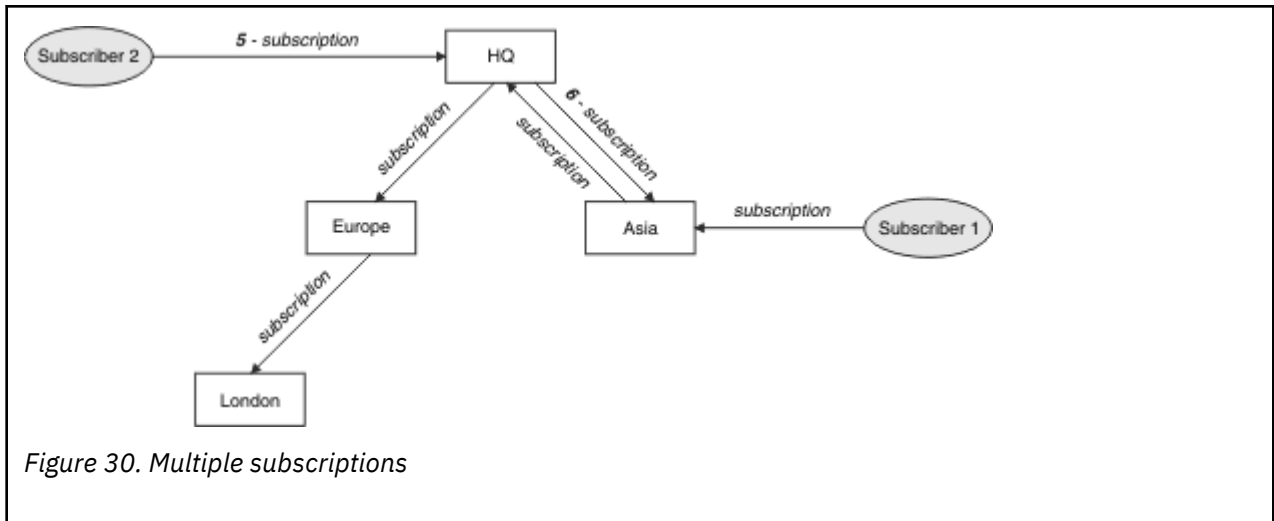 5 - subscription
Subscriber 2
HQ
6 - subscription
subscription
subscription
subscription
Europe
Asia
Subscriber 1
subscription
London
Figure 30. Multiple subscriptions